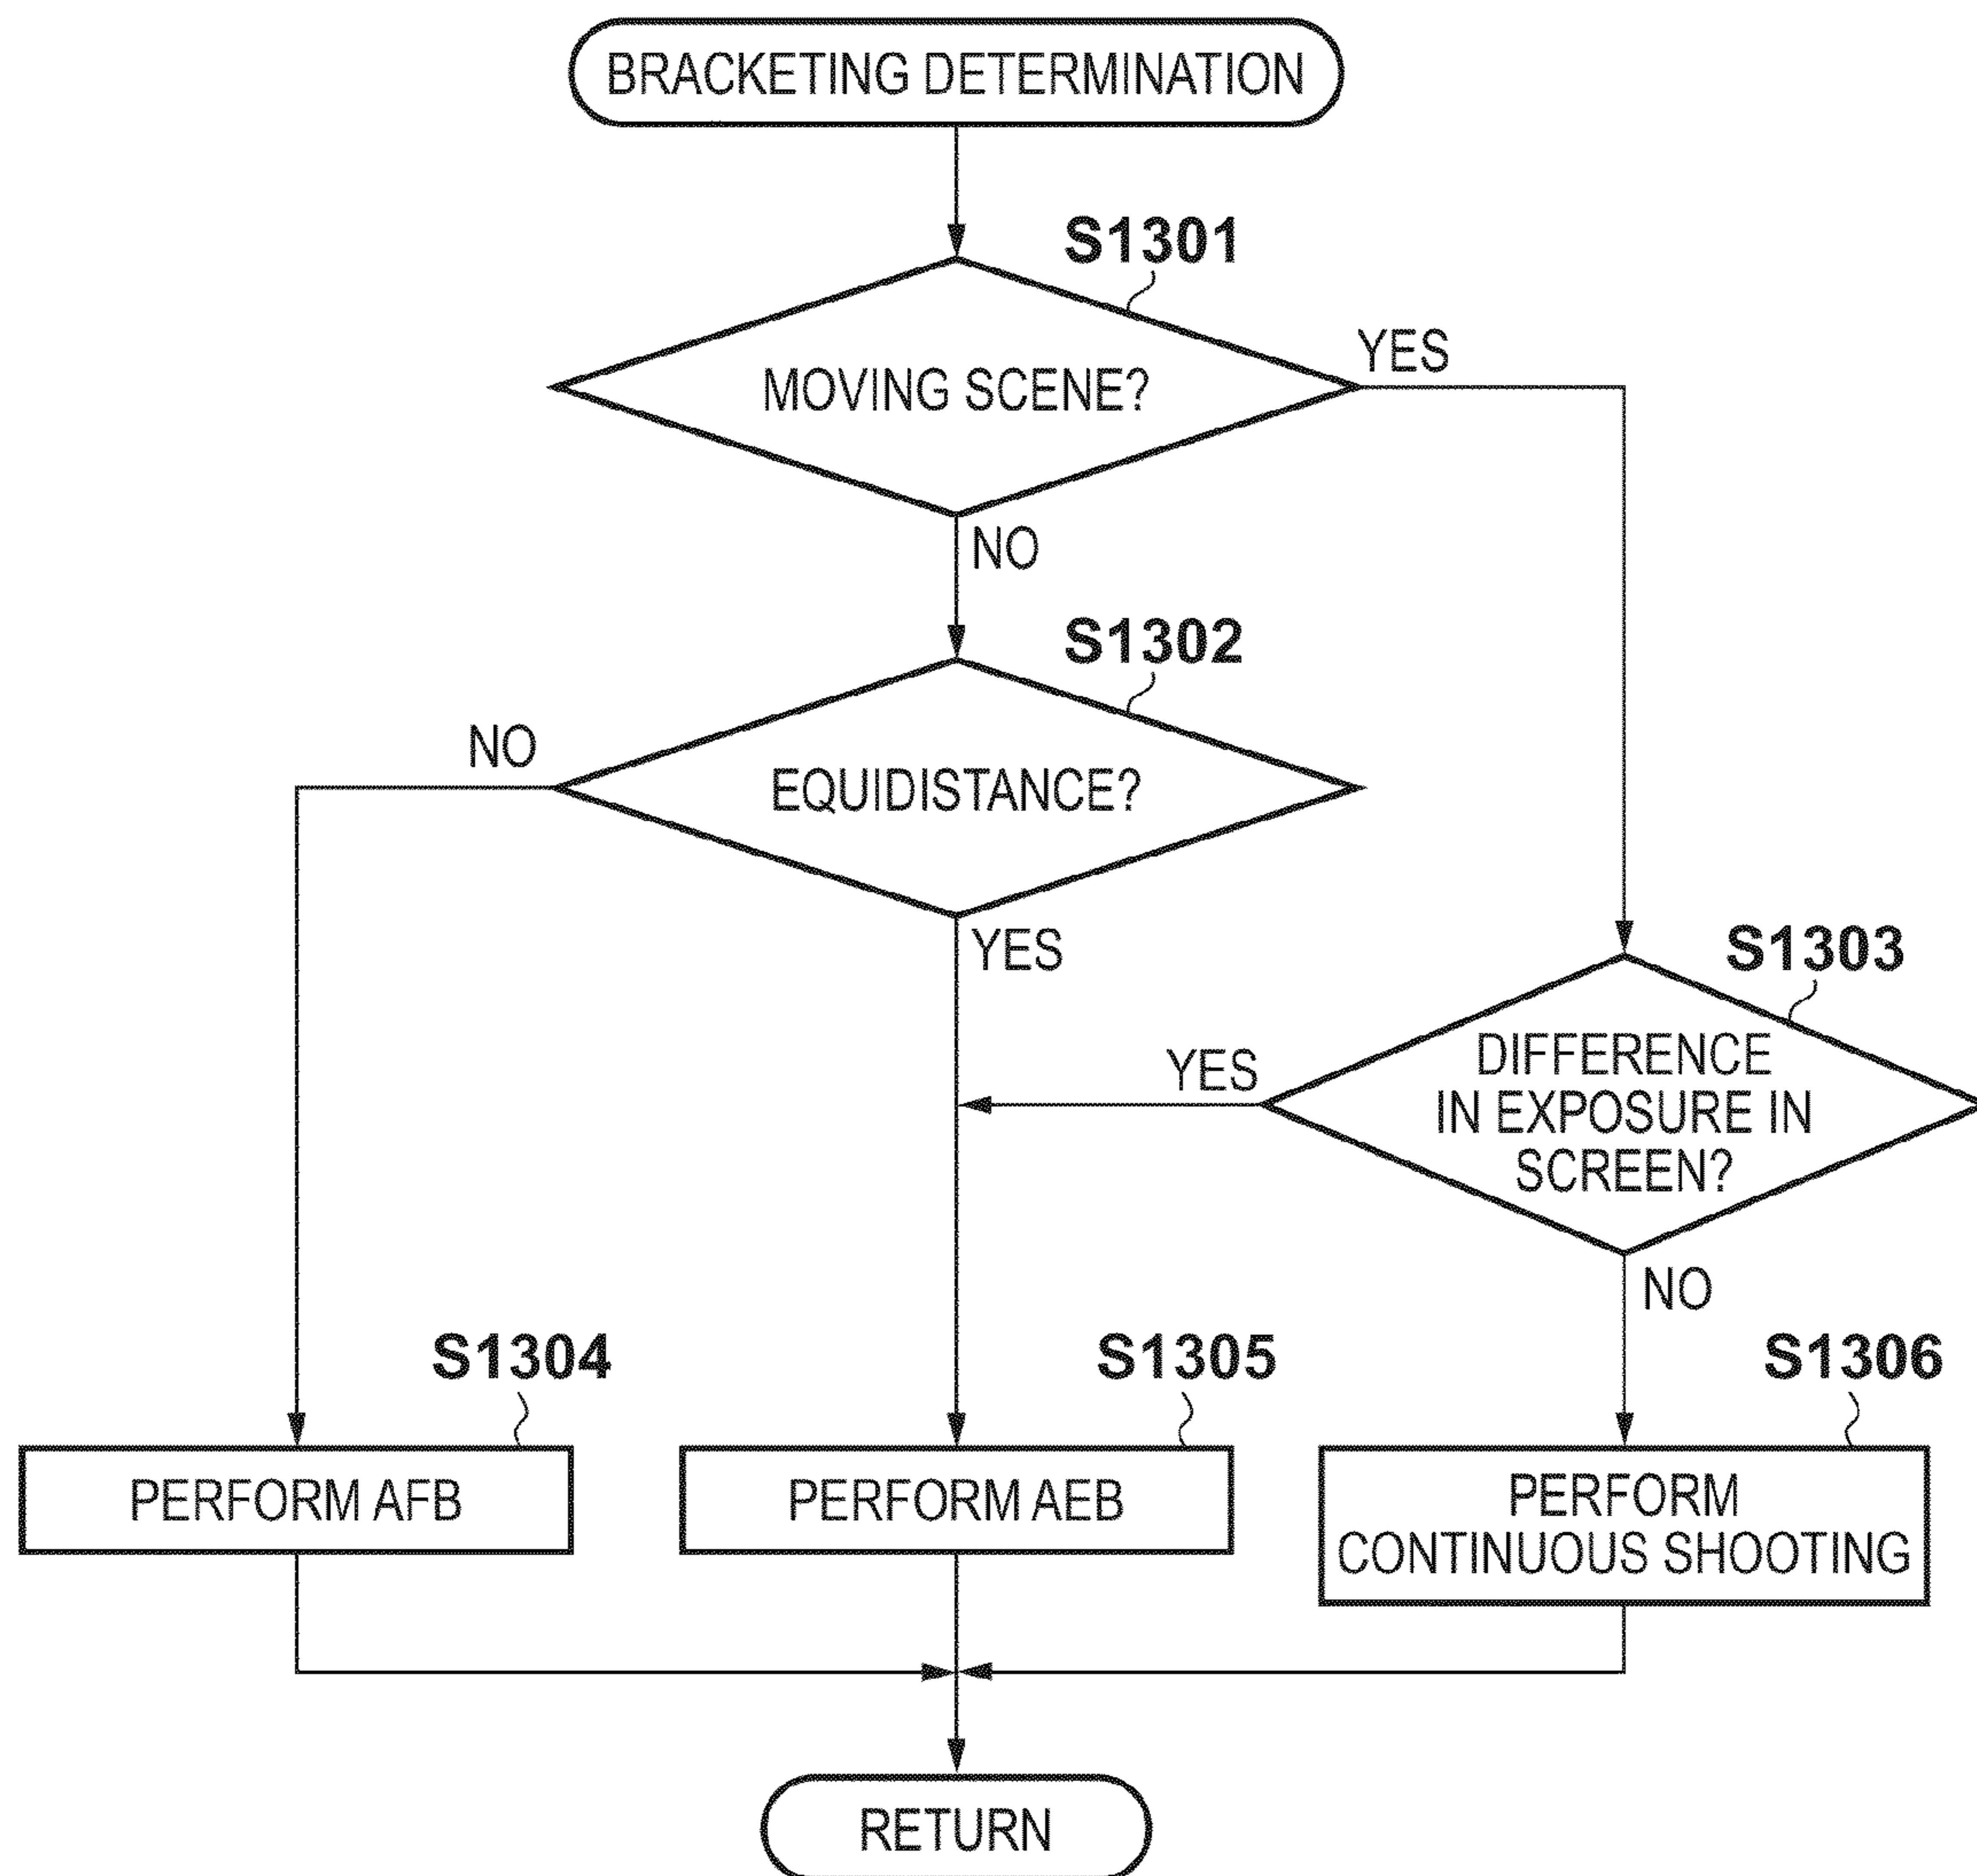 BRACKETING DETERMINATION
S1301
YES
MOVING SCENE?
NO
S1302
NO
EQUIDISTANCE?
YES
S1303
YES
DIFFERENCE
IN EXPOSURE IN
SCREEN?
NO
S1304
S1305
S1306
PERFORM AFB
PERFORM AEB
PERFORM
CONTINUOUS SHOOTING
RETURN